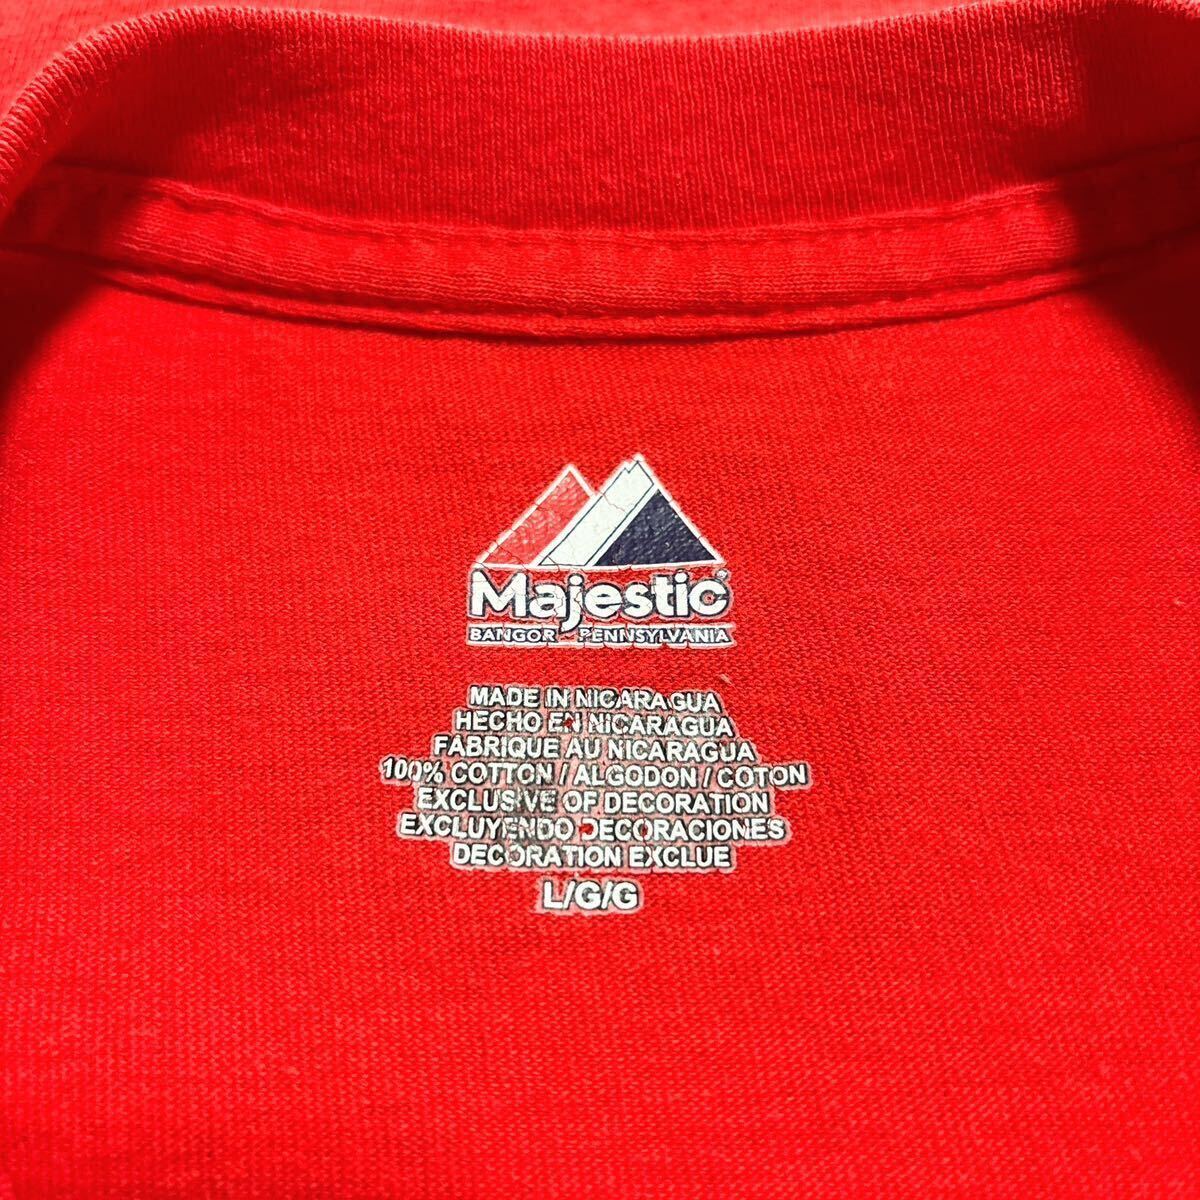 Majestic
BANGOR PENNSYLVANIA
MADE IN NICARAGUA
HECHO EN NICARAGUA
FABRIQUE AU NICARAGUA
100% COTTON / ALGODON / COTON
EXCLUSIVE OF DECORATION
EXCLUYENDO DECORACIONES
DECORATION EXCLUE
L/G/G